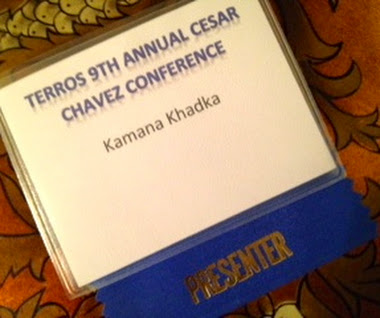 TERROS 9TH ANNUAL CESAR
CHAVEZ CONFERENCE
Kamana Khadka
PRESENTER